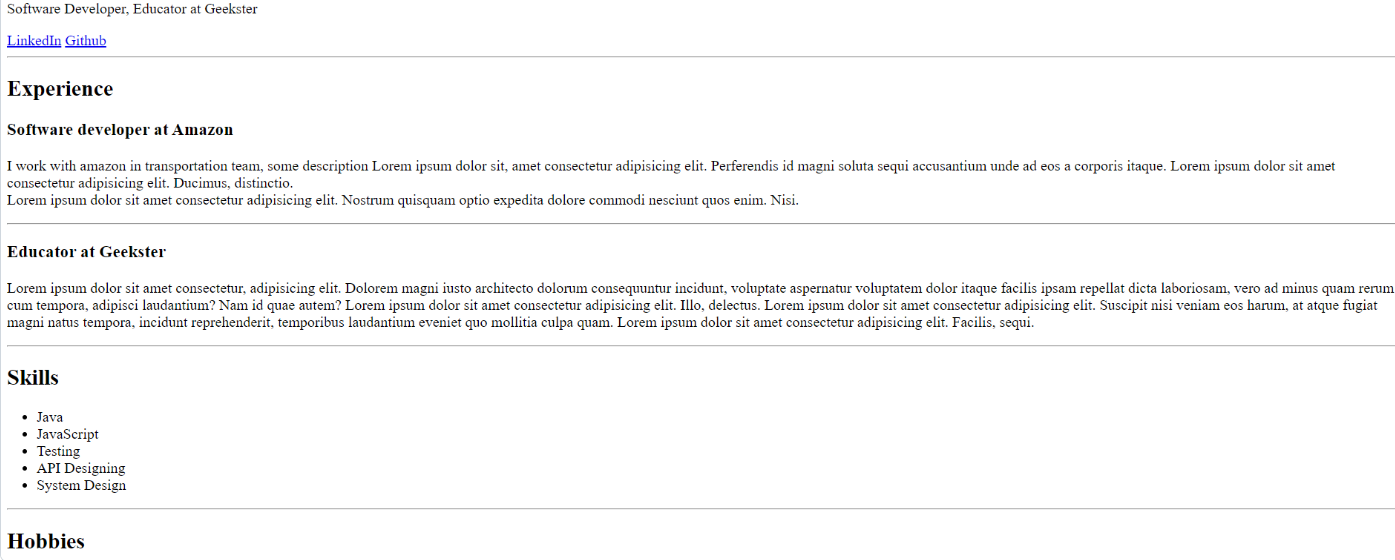 Software Developer, Educator at Geekster
LinkedIn Github
Experience
Software developer at Amazon
I work with amazon in transportation team, some description Lorem ipsum dolor sit, amet consectetur adipisicing elit. Perferendis id magni soluta sequi accusantium unde ad eos a corporis itaque. Lorem ipsum dolor sit amet
consectetur adipisicing elit. Ducimus, distinctio.
Lorem ipsum dolor sit amet consectetur adipisicing elit. Nostrum quisquam optio expedita dolore commodi nesciunt quos enim. Nisi.
Educator at Geekster
Lorem ipsum dolor sit amet consectetur, adipisicing elit. Dolorem magni iusto architecto dolorum consequuntur incidunt, voluptate aspernatur voluptatem dolor itaque facilis ipsam repellat dicta laboriosam, vero ad minus quam rerum
cum tempora, adipisci laudantium? Nam id quae autem? Lorem ipsum dolor sit amet consectetur adipisicing elit. Illo, delectus. Lorem ipsum dolor sit amet consectetur adipisicing elit. Suscipit nisi veniam eos harum, at atque fugiat
magni natus tempora, incidunt reprehenderit, temporibus laudantium eveniet quo mollitia culpa quam. Lorem ipsum dolor sit amet consectetur adipisicing elit. Facilis, sequi.
Skills
• Java
• JavaScript
• Testing
• API Designing
• System Design
Hobbies